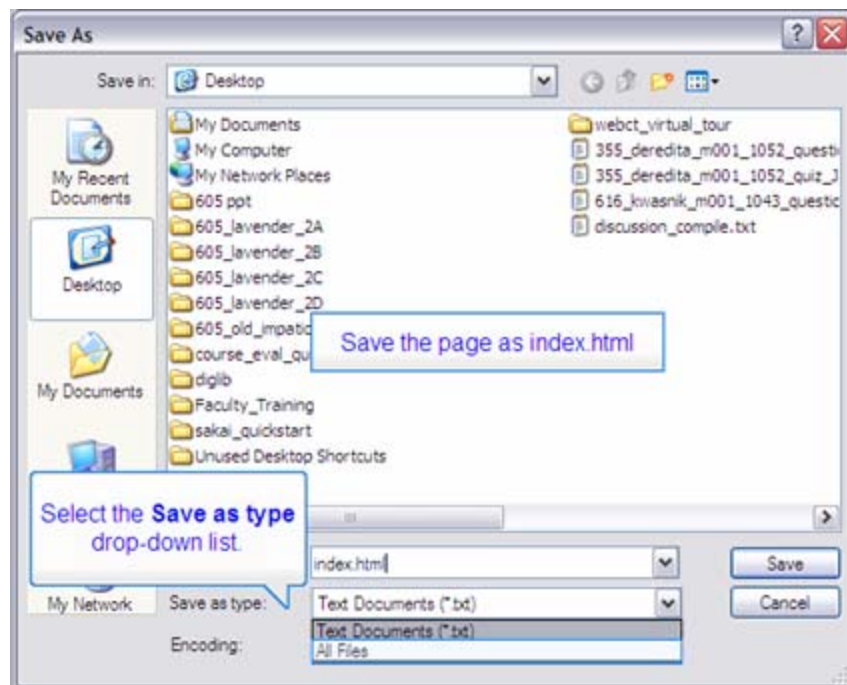 Save As
Save in:
Desktop
My Recent
Documents
Desktop
My Documents
My Network
My Documents
My Computer
My Network Places
605 ppt
605_lavender_2A
605_lavender_2B
605_lavender_2C
605_lavender_2D
605_old_impatic
course_eval_qu
diglib
Faculty_Training
sakai_quickstart
Unused Desktop Shortcuts
webct_virtual_tour
355_deredita_m001_1052_questi
355_deredita_m001_1052_quiz_J
616_kwasnik_m001_1043_questic
discussion_compile.txt
Save the page as index.html
Select the Save as type
drop-down list.
index.html
Save
Save as type:
Text Documents (*.txt)
Cancel
Text Documents (*.txt)
Encoding:
All Files